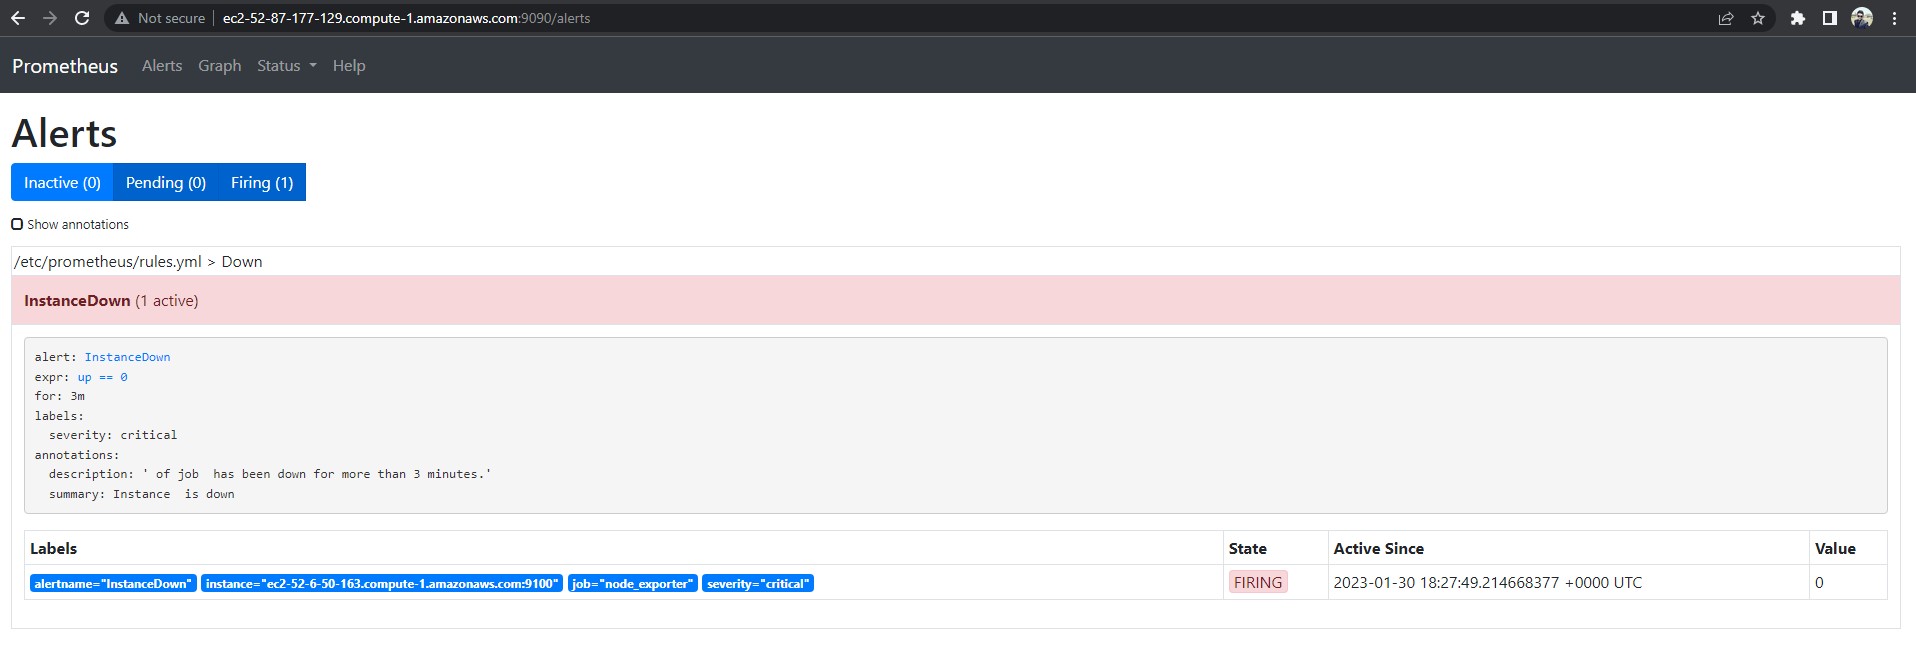 Not secure | ec2-52-87-177-129.compute-1.amazonaws.com:9090/alerts
Prometheus Alerts Graph Status Help
Alerts
Inactive (0) Pending (0) Firing (1)
Show annotations
/etc/prometheus/rules.yml > Down
InstanceDown (1 active)
alert: InstanceDown
expr: up == 0
for: 3m
labels:
  severity: critical
annotations:
  description: ' of job  has been down for more than 3 minutes.'
  summary: Instance  is down
Labels State Active Since Value
alertname="InstanceDown" instance="ec2-52-6-50-163.compute-1.amazonaws.com:9100" job="node_exporter" severity="critical" FIRING 2023-01-30 18:27:49.214668377 +0000 UTC 0